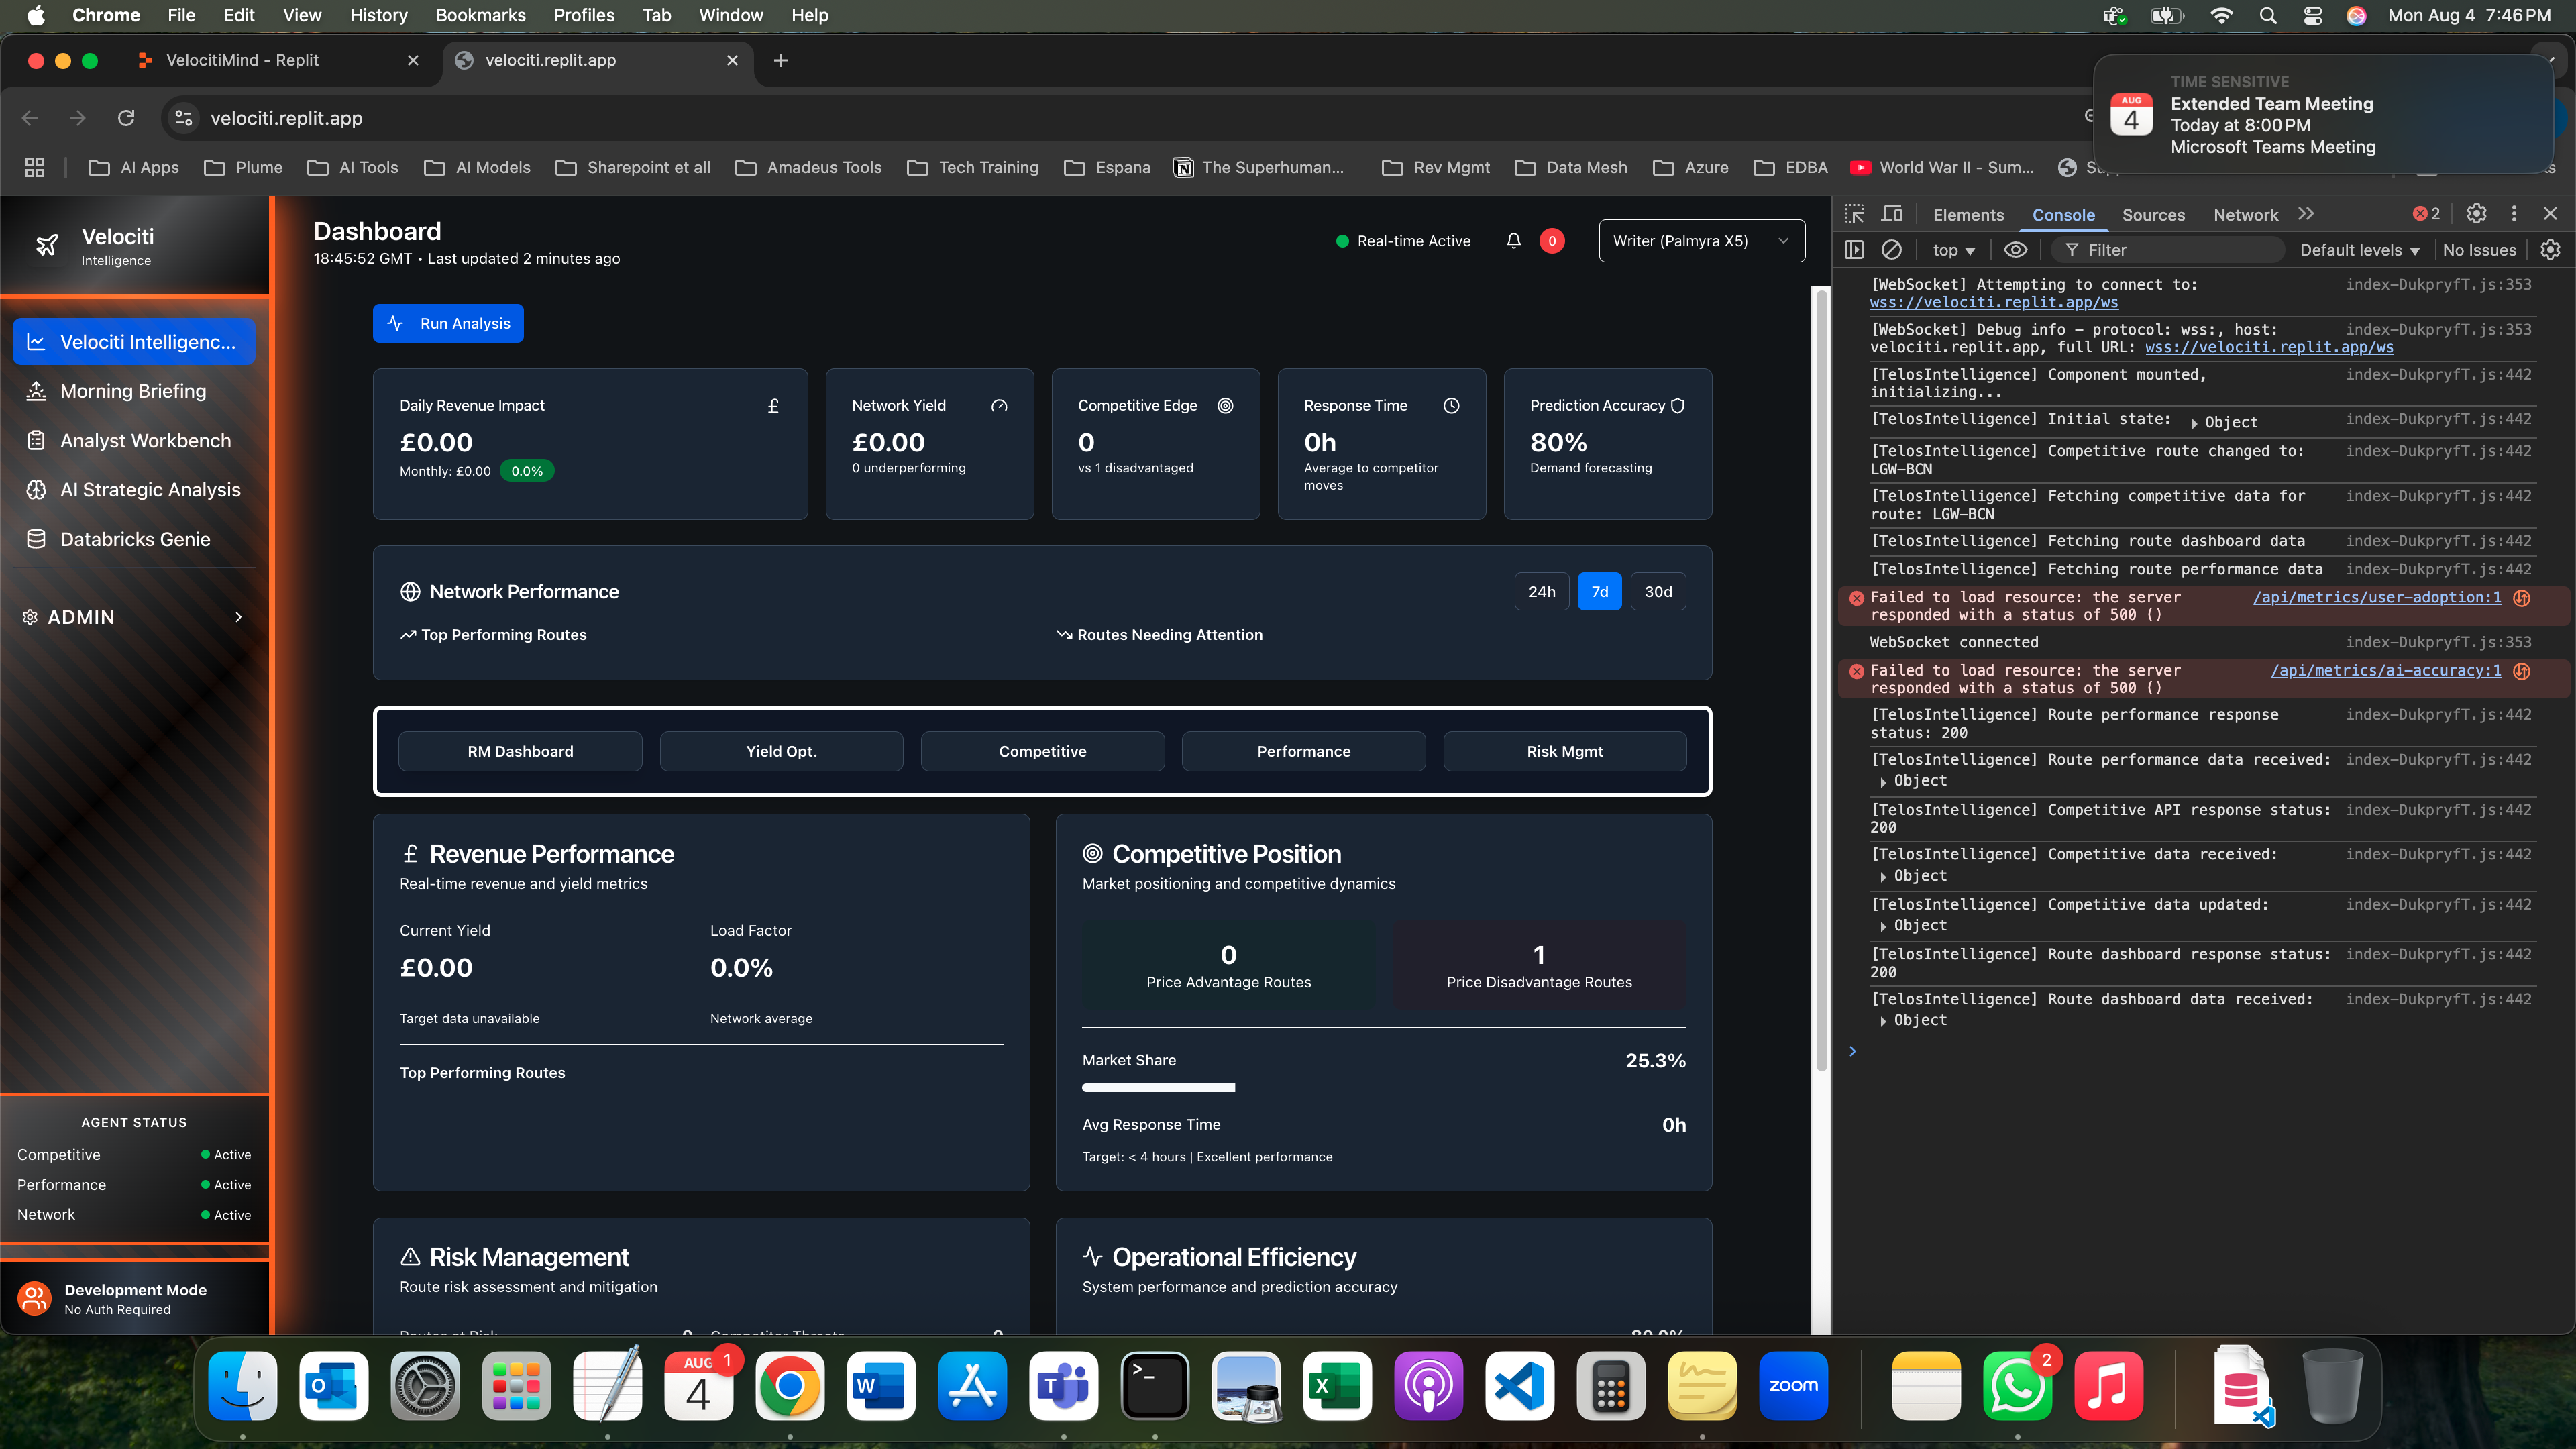 Chrome File Edit View History Bookmarks Profiles Tab Window Help
Mon Aug 4 7:46 PM
VelocitiMind - Replit
velociti.replit.app
velociti.replit.app
TIME SENSITIVE
AUG
4
Extended Team Meeting
Today at 8:00 PM
Microsoft Teams Meeting
AI Apps
Plume
AI Tools
AI Models
Sharepoint et all
Amadeus Tools
Tech Training
Espana
The Superhuman...
Rev Mgmt
Data Mesh
Azure
EDBA
World War II - Sum...
Velociti
Intelligence
Velociti Intelligenc...
Morning Briefing
Analyst Workbench
AI Strategic Analysis
Databricks Genie
ADMIN
AGENT STATUS
Competitive Active
Performance Active
Network Active
Development Mode
No Auth Required
Dashboard
18:45:52 GMT • Last updated 2 minutes ago
Real-time Active
0
Writer (Palmyra X5)
Run Analysis
Daily Revenue Impact £
£0.00
Monthly: £0.00 0.0%
Network Yield
£0.00
0 underperforming
Competitive Edge
0
vs 1 disadvantaged
Response Time
0h
Average to competitor
moves
Prediction Accuracy
80%
Demand forecasting
Network Performance
24h 7d 30d
Top Performing Routes
Routes Needing Attention
RM Dashboard
Yield Opt.
Competitive
Performance
Risk Mgmt
£ Revenue Performance
Real-time revenue and yield metrics
Current Yield
£0.00
Target data unavailable
Load Factor
0.0%
Network average
Top Performing Routes
Competitive Position
Market positioning and competitive dynamics
0
Price Advantage Routes
1
Price Disadvantage Routes
Market Share 25.3%
Avg Response Time 0h
Target: < 4 hours | Excellent performance
Risk Management
Route risk assessment and mitigation
Routes at Risk 0 Competitor Threats 0
Operational Efficiency
System performance and prediction accuracy
80.0%
Elements Console Sources Network 2
top Filter Default levels No Issues
[WebSocket] Attempting to connect to: index-DukpryfT.js:353
wss://velociti.replit.app/ws
[WebSocket] Debug info – protocol: wss:, host: index-DukpryfT.js:353
velociti.replit.app, full URL: wss://velociti.replit.app/ws
[TelosIntelligence] Component mounted, index-DukpryfT.js:442
initializing...
[TelosIntelligence] Initial state: Object index-DukpryfT.js:442
[TelosIntelligence] Competitive route changed to: index-DukpryfT.js:442
LGW-BCN
[TelosIntelligence] Fetching competitive data for index-DukpryfT.js:442
route: LGW-BCN
[TelosIntelligence] Fetching route dashboard data index-DukpryfT.js:442
[TelosIntelligence] Fetching route performance data index-DukpryfT.js:442
Failed to load resource: the server /api/metrics/user-adoption:1
responded with a status of 500 ()
WebSocket connected index-DukpryfT.js:353
Failed to load resource: the server /api/metrics/ai-accuracy:1
responded with a status of 500 ()
[TelosIntelligence] Route performance response index-DukpryfT.js:442
status: 200
[TelosIntelligence] Route performance data received: index-DukpryfT.js:442
Object
[TelosIntelligence] Competitive API response status: index-DukpryfT.js:442
200
[TelosIntelligence] Competitive data received: index-DukpryfT.js:442
Object
[TelosIntelligence] Competitive data updated: index-DukpryfT.js:442
Object
[TelosIntelligence] Route dashboard response status: index-DukpryfT.js:442
200
[TelosIntelligence] Route dashboard data received: index-DukpryfT.js:442
Object
AUG
4
1
zoom
2